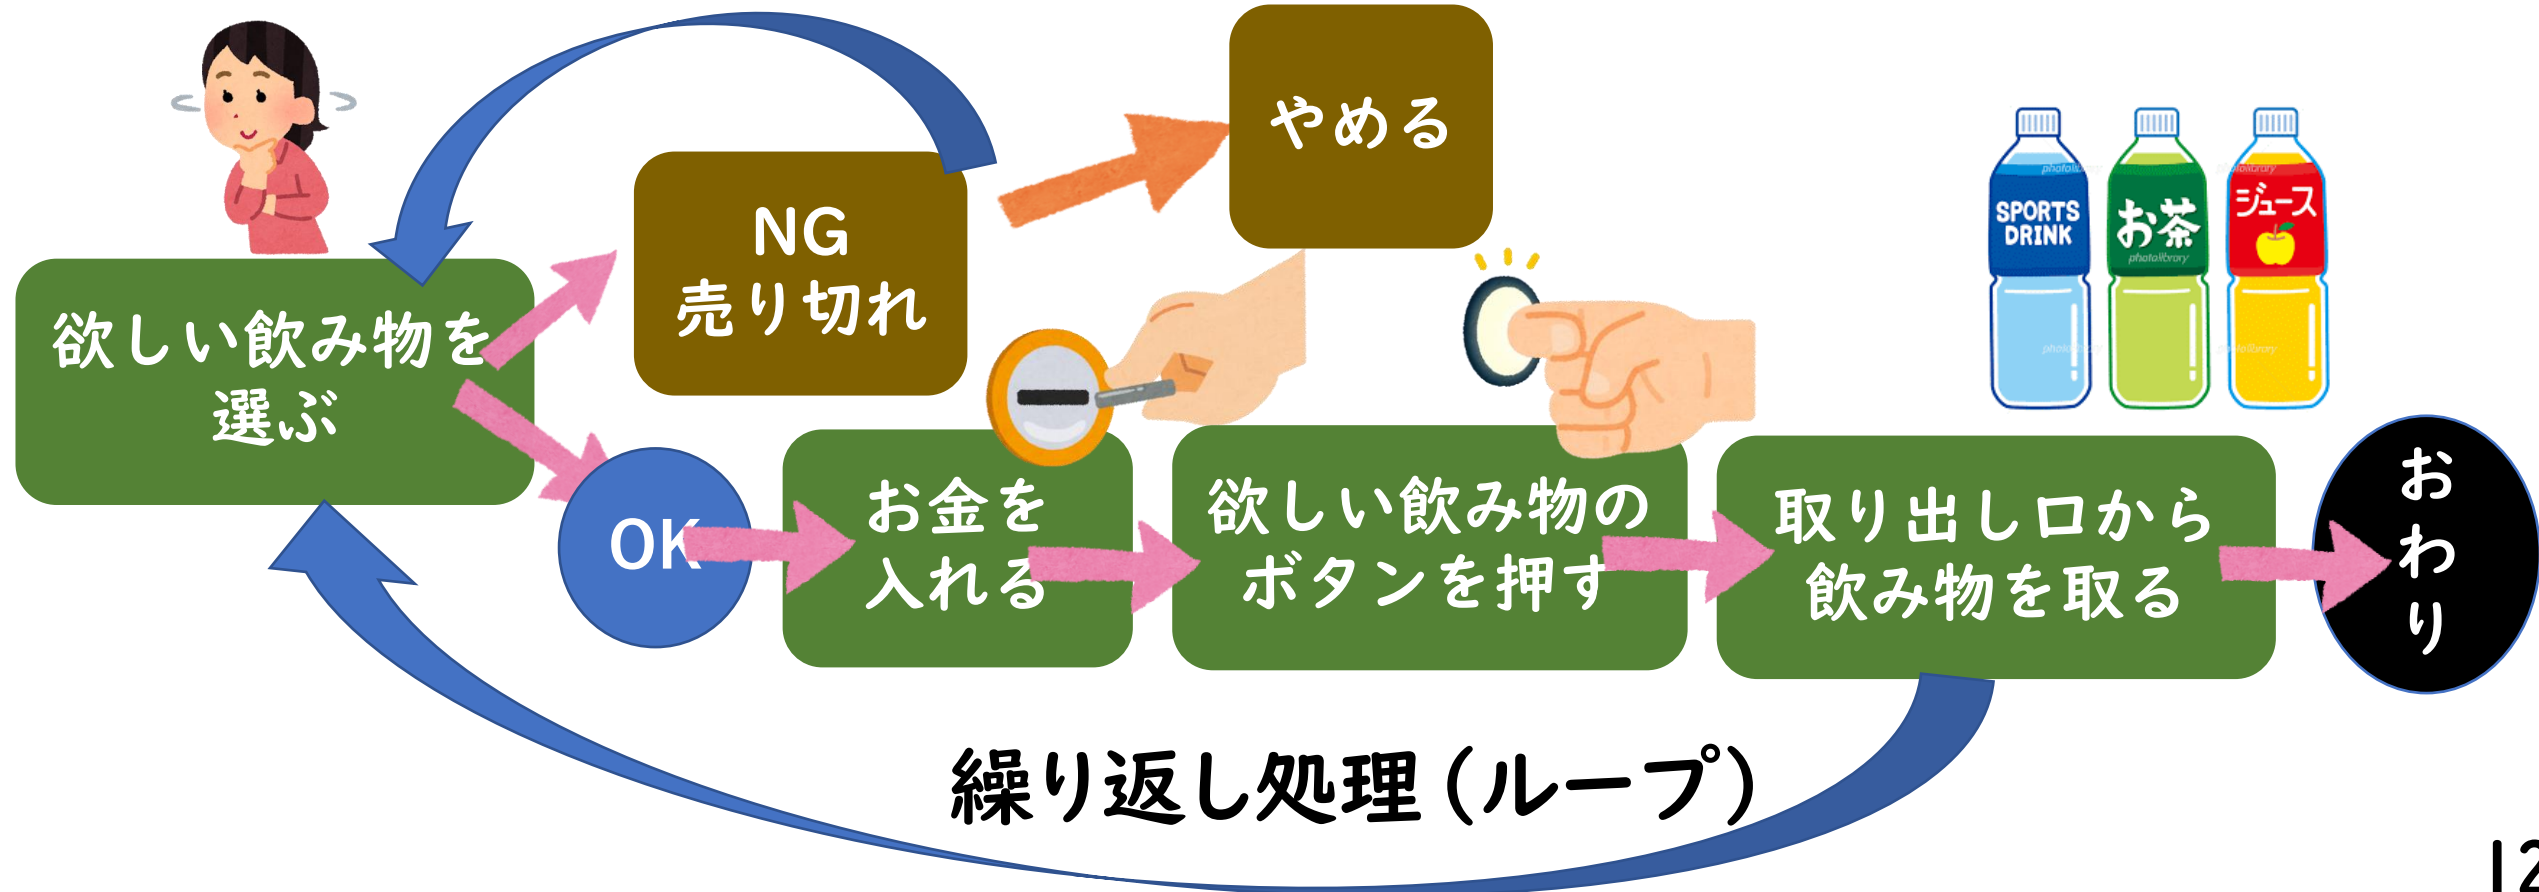 やめる
NG
売り切れ
欲しい飲み物を
選ぶ
SPORTS
DRINK
お茶
ジュース
photolibrary
OK
お金を
入れる
欲しい飲み物の
ボタンを押す
取り出し口から
飲み物を取る
おわり
繰り返し処理(ループ)
12